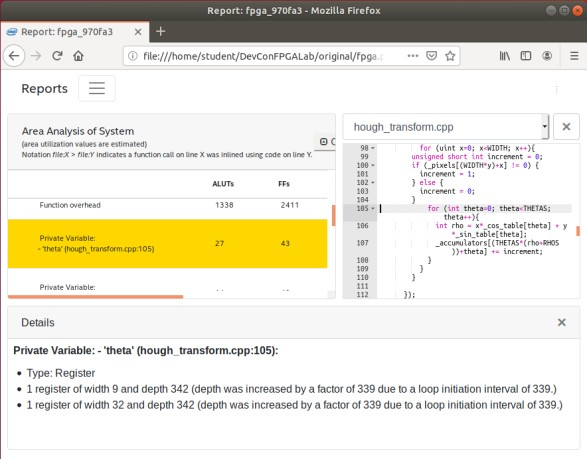 Report: fpga_970fa3 - Mozilla Firefox
Report: fpga_970fa3
file:///home/student/DevConFPGALab/original/fpga.
Reports
Area Analysis of System
(area utilization values are estimated)
Notation file:X > file:Y indicates a function call on line X was inlined using code on line Y.
ALUTs FFs
Function overhead 1338 2411
Private Variable:
- 'theta' (hough_transform.cpp:105) 27 43
Private Variable:
hough_transform.cpp
98 for (uint x=0; x<WIDTH; x++){
99 unsigned short int increment = 0;
100 if (_pixels[(WIDTH*y)+x] != 0) {
101 increment = 1;
102 } else {
103 increment = 0;
104 }
105 for (int theta=0; theta<THETAS;
theta++){
106 int rho = x*_cos_table[theta] + y
*_sin_table[theta];
107 _accumulators[(THETAS*(rho+RHOS
))+theta] += increment;
108 }
109 }
110 }
111
112 });
Details
Private Variable: - 'theta' (hough_transform.cpp:105):
Type: Register
1 register of width 9 and depth 342 (depth was increased by a factor of 339 due to a loop initiation interval of 339.)
1 register of width 32 and depth 342 (depth was increased by a factor of 339 due to a loop initiation interval of 339.)